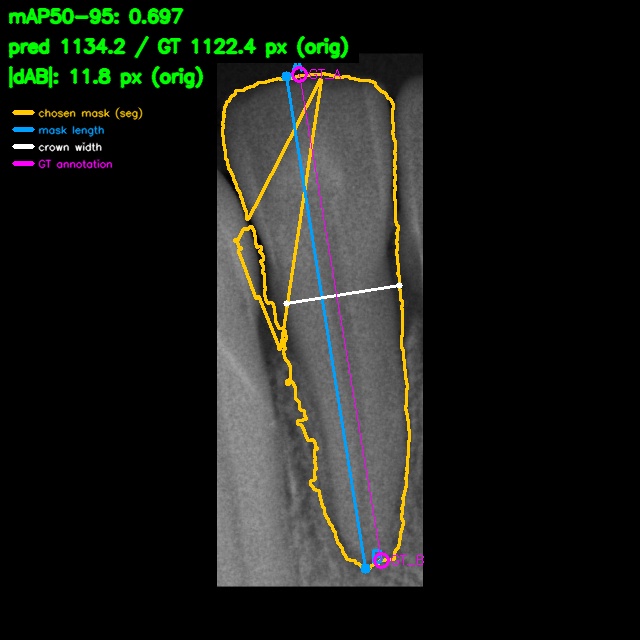 mAP50-95: 0.697
pred 1134.2 / GT 1122.4 px (orig)
|dAB|: 11.8 px (orig)
chosen mask (seg)
mask length
crown width
GT annotation
GT_A